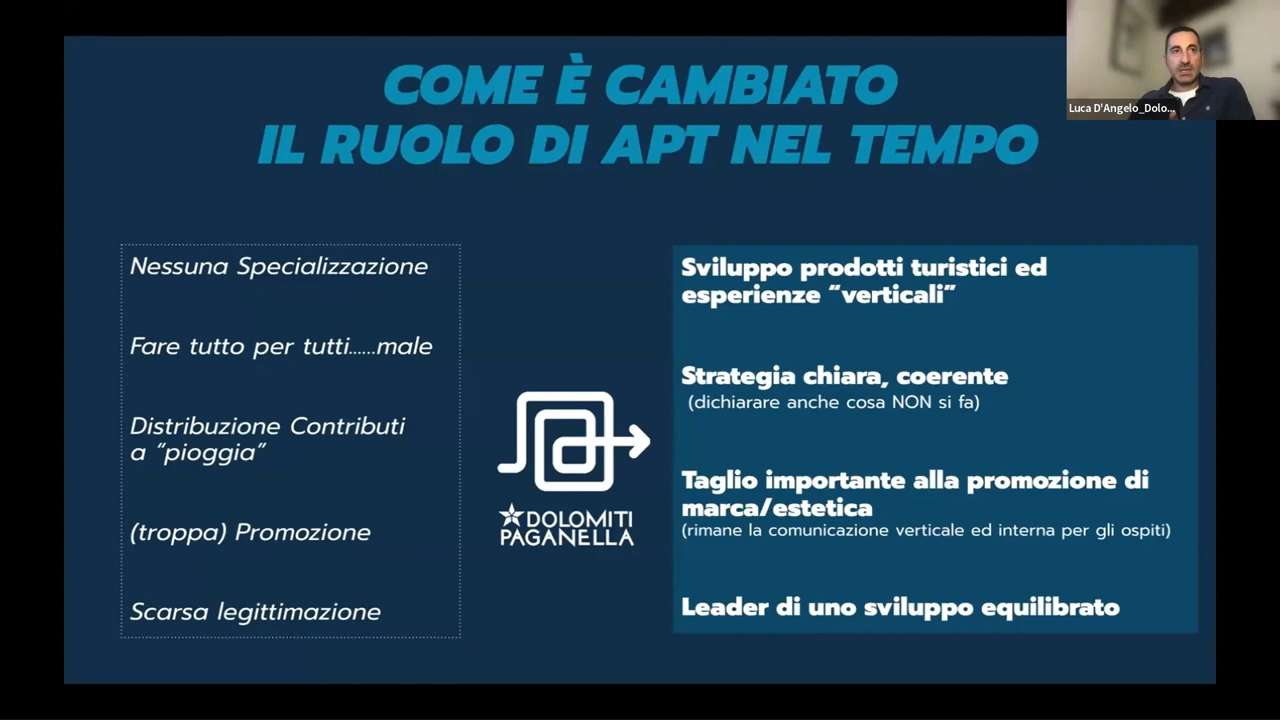 COME È CAMBIATO
IL RUOLO DI APT NEL TEMPO
Luca D'Angelo_Dolo...
Nessuna Specializzazione
Fare tutto per tutti......male
Distribuzione Contributi
a “pioggia”
(troppa) Promozione
Scarsa legittimazione
DOLOMITI
PAGANELLA
Sviluppo prodotti turistici ed
esperienze “verticali”
Strategia chiara, coerente
(dichiarare anche cosa NON si fa)
Taglio importante alla promozione di
marca/estetica
(rimane la comunicazione verticale ed interna per gli ospiti)
Leader di uno sviluppo equilibrato